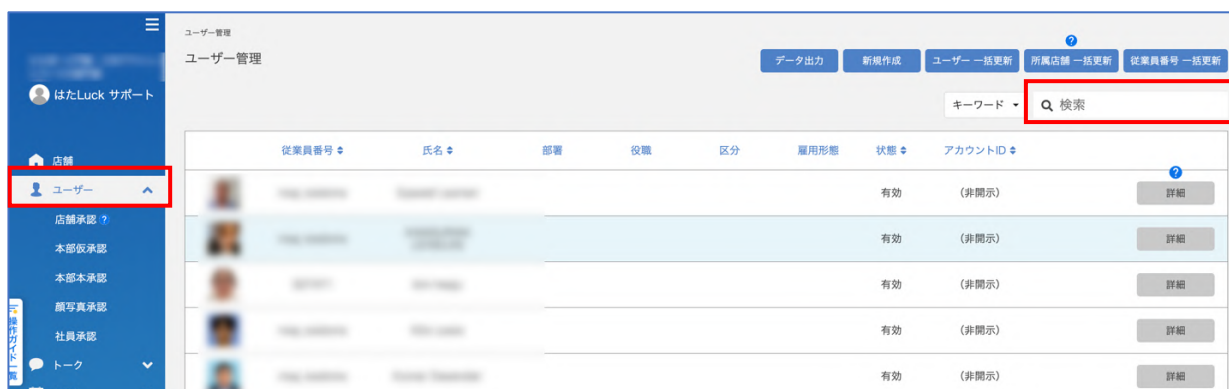 ユーザー管理
ユーザー管理
データ出力
新規作成
ユーザー 一括更新
?
所属店舗 一括更新
従業員番号 一括更新
キーワード
検索
はたLuck サポート
店舗
ユーザー
店舗承認 ?
本部仮承認
本部本承認
顔写真承認
社員承認
トーク
操作ガイド一覧
従業員番号 氏名 部署 役職 区分 雇用形態 状態 アカウントID
?
有効 (非開示) 詳細
有効 (非開示) 詳細
有効 (非開示) 詳細
有効 (非開示) 詳細
有効 (非開示) 詳細